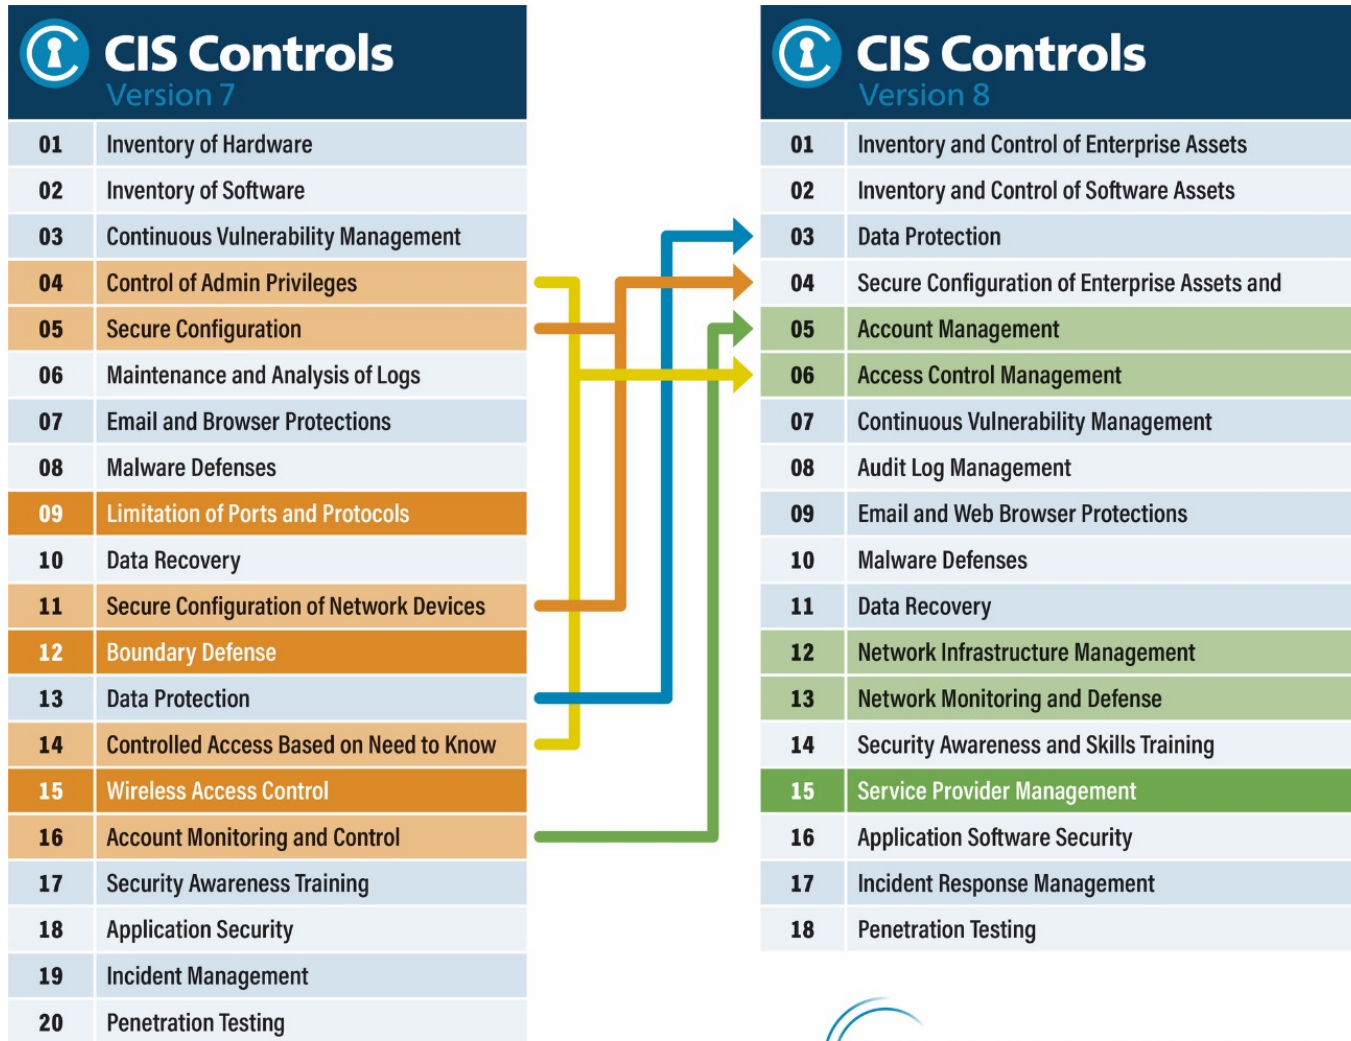 CIS Controls
Version 7
01 Inventory of Hardware
02 Inventory of Software
03 Continuous Vulnerability Management
04 Control of Admin Privileges
05 Secure Configuration
06 Maintenance and Analysis of Logs
07 Email and Browser Protections
08 Malware Defenses
09 Limitation of Ports and Protocols
10 Data Recovery
11 Secure Configuration of Network Devices
12 Boundary Defense
13 Data Protection
14 Controlled Access Based on Need to Know
15 Wireless Access Control
16 Account Monitoring and Control
17 Security Awareness Training
18 Application Security
19 Incident Management
20 Penetration Testing
CIS Controls
Version 8
01 Inventory and Control of Enterprise Assets
02 Inventory and Control of Software Assets
03 Data Protection
04 Secure Configuration of Enterprise Assets and
05 Account Management
06 Access Control Management
07 Continuous Vulnerability Management
08 Audit Log Management
09 Email and Web Browser Protections
10 Malware Defenses
11 Data Recovery
12 Network Infrastructure Management
13 Network Monitoring and Defense
14 Security Awareness and Skills Training
15 Service Provider Management
16 Application Software Security
17 Incident Response Management
18 Penetration Testing